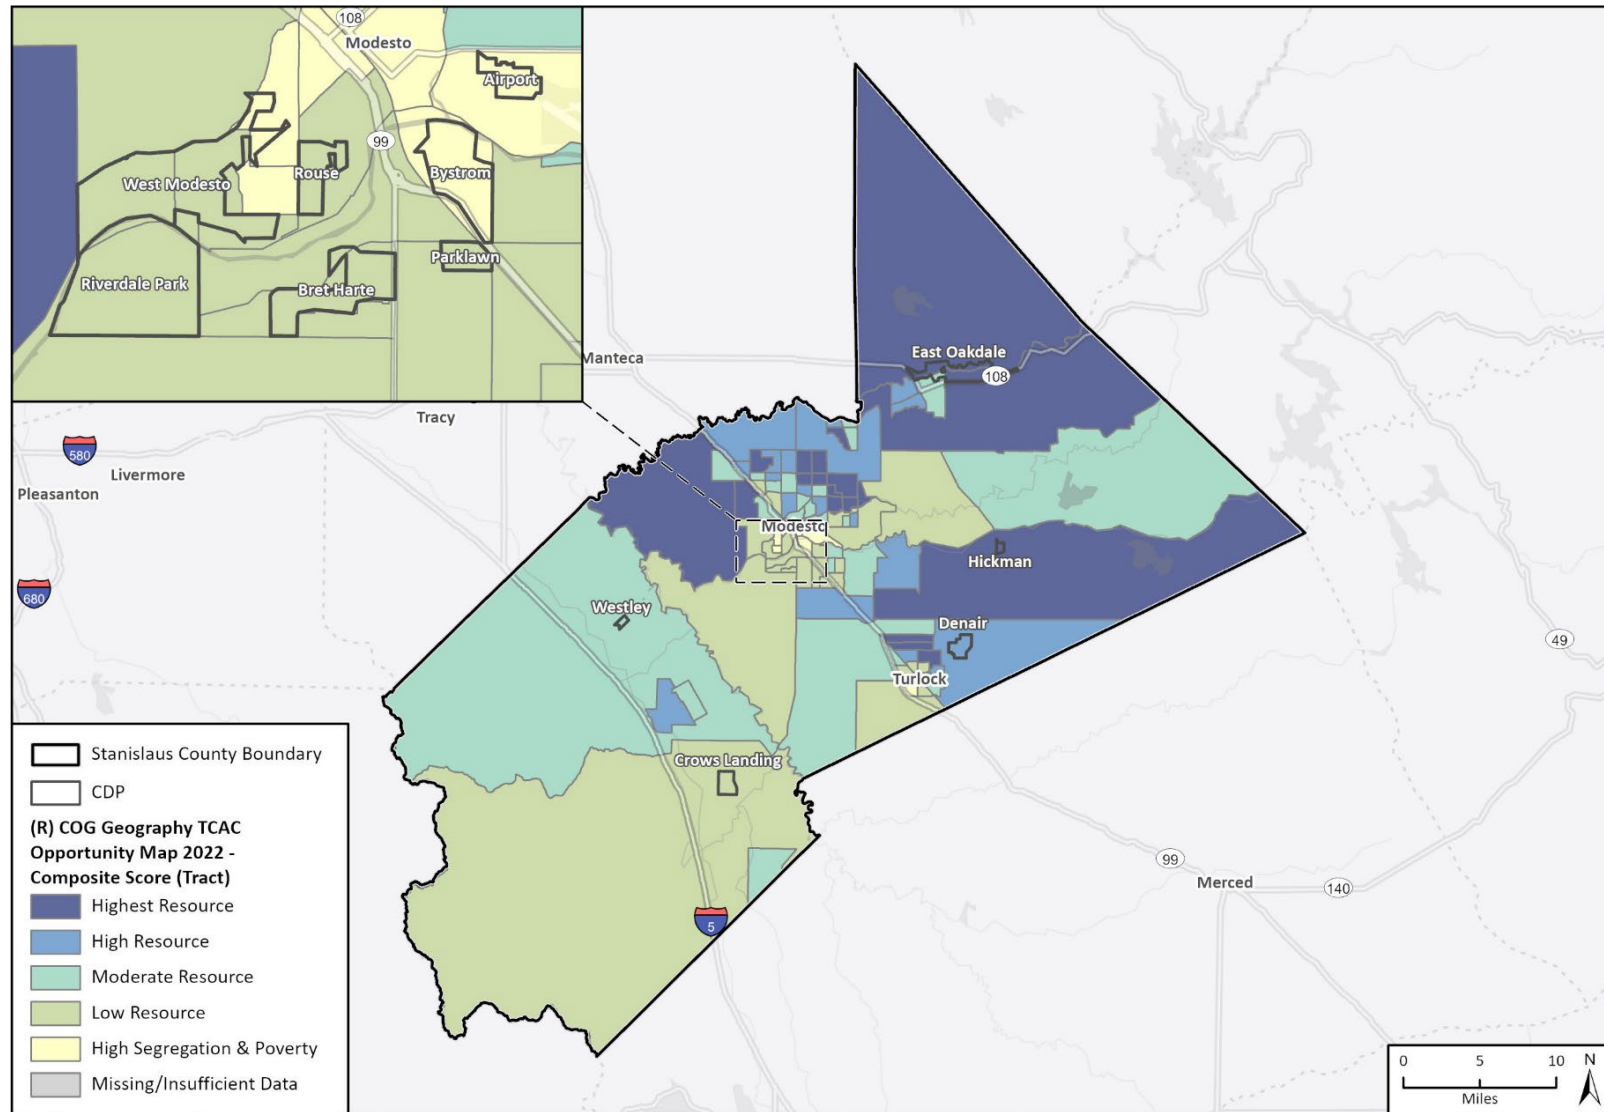 108
Modesto
Airport
99
West Modesto
Rouse
Bystrom
Parklawn
Riverdale Park
Bret Harte
Manteca
East Oakdale
108
Tracy
580
Livermore
Pleasanton
Modesto
Hickman
680
Westley
Denair
49
Turlock
Crows Landing
99
Merced
140
5
Stanislaus County Boundary
CDP
(R) COG Geography TCAC
Opportunity Map 2022 -
Composite Score (Tract)
Highest Resource
High Resource
Moderate Resource
Low Resource
High Segregation & Poverty
Missing/Insufficient Data
0 5 10
Miles
N